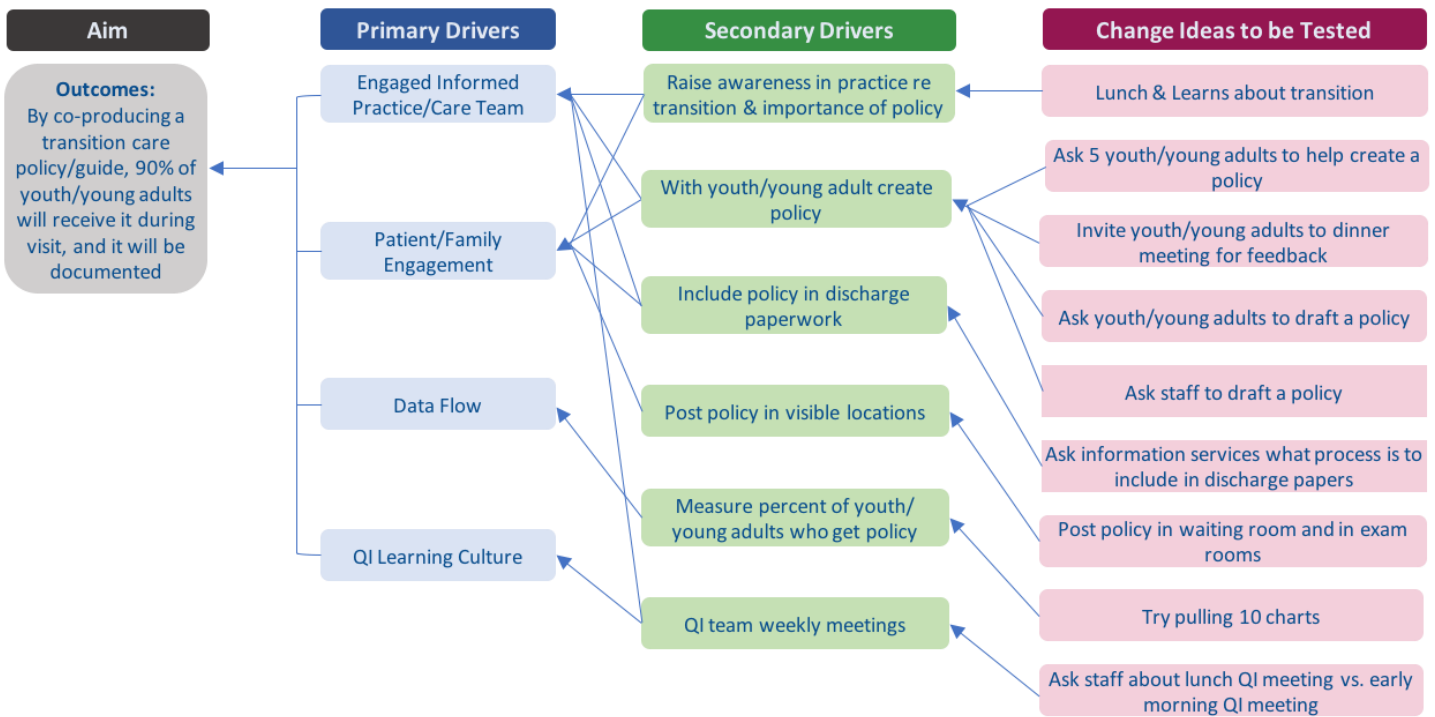 Aim
Primary Drivers
Secondary Drivers
Change Ideas to be Tested
Outcomes:
By co-producing a
transition care
policy/guide, 90% of
youth/young adults
will receive it during
visit, and it will be
documented
Engaged Informed
Practice/Care Team
Patient/Family
Engagement
Data Flow
QI Learning Culture
Raise awareness in practice re
transition & importance of policy
With youth/young adult create
policy
Include policy in discharge
paperwork
Post policy in visible locations
Measure percent of youth/
young adults who get policy
QI team weekly meetings
Lunch & Learns about transition
Ask 5 youth/young adults to help create a
policy
Invite youth/young adults to dinner
meeting for feedback
Ask youth/young adults to draft a policy
Ask staff to draft a policy
Ask information services what process is to
include in discharge papers
Post policy in waiting room and in exam
rooms
Try pulling 10 charts
Ask staff about lunch QI meeting vs. early
morning QI meeting